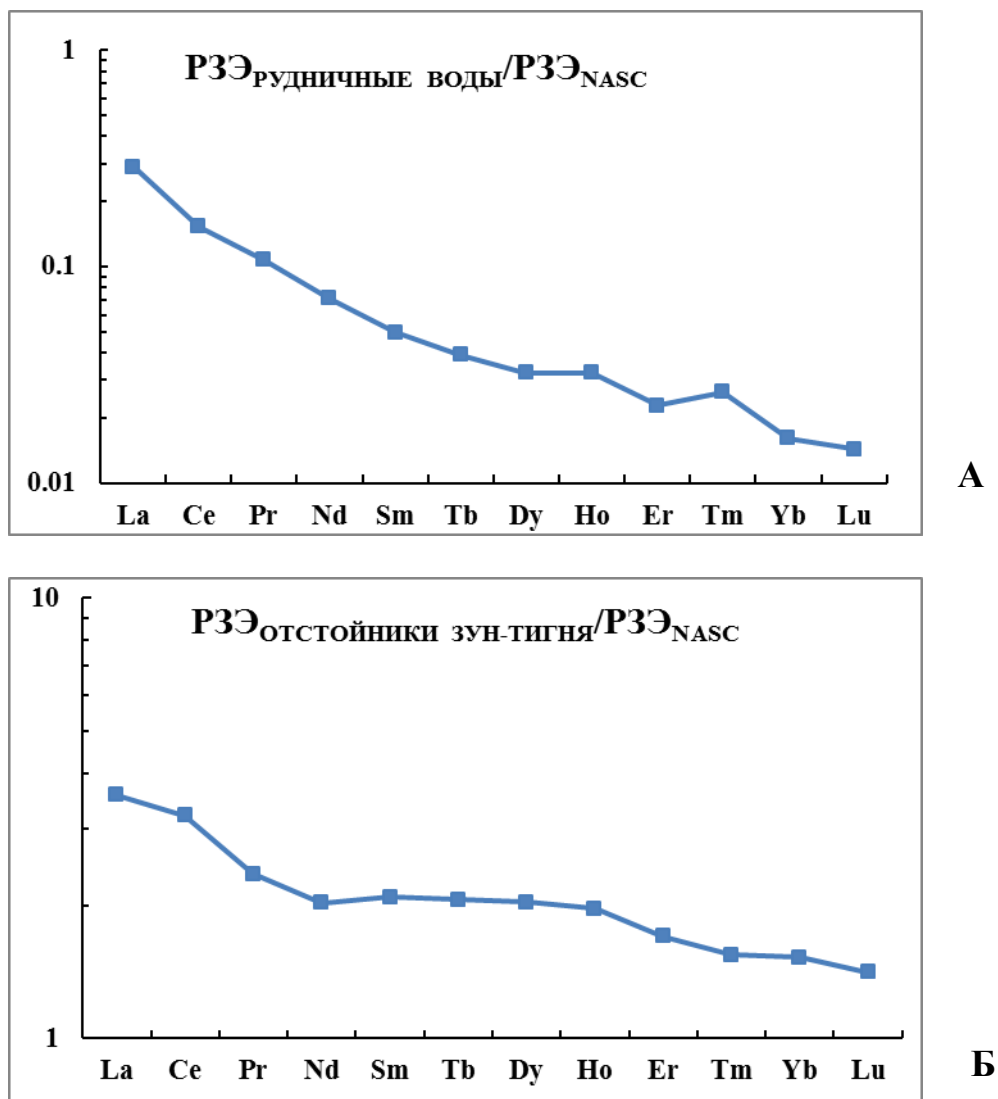 РЗЭРУДНИЧНЫЕ ВОДЫ/РЗЭNASC
1
0.1
0.01
La Ce Pr Nd Sm Tb Dy Ho Er Tm Yb Lu
А
РЗЭОТСТОЙНИКИ ЗУН-ТИГНЯ/РЗЭNASC
10
1
La Ce Pr Nd Sm Tb Dy Ho Er Tm Yb Lu
Б